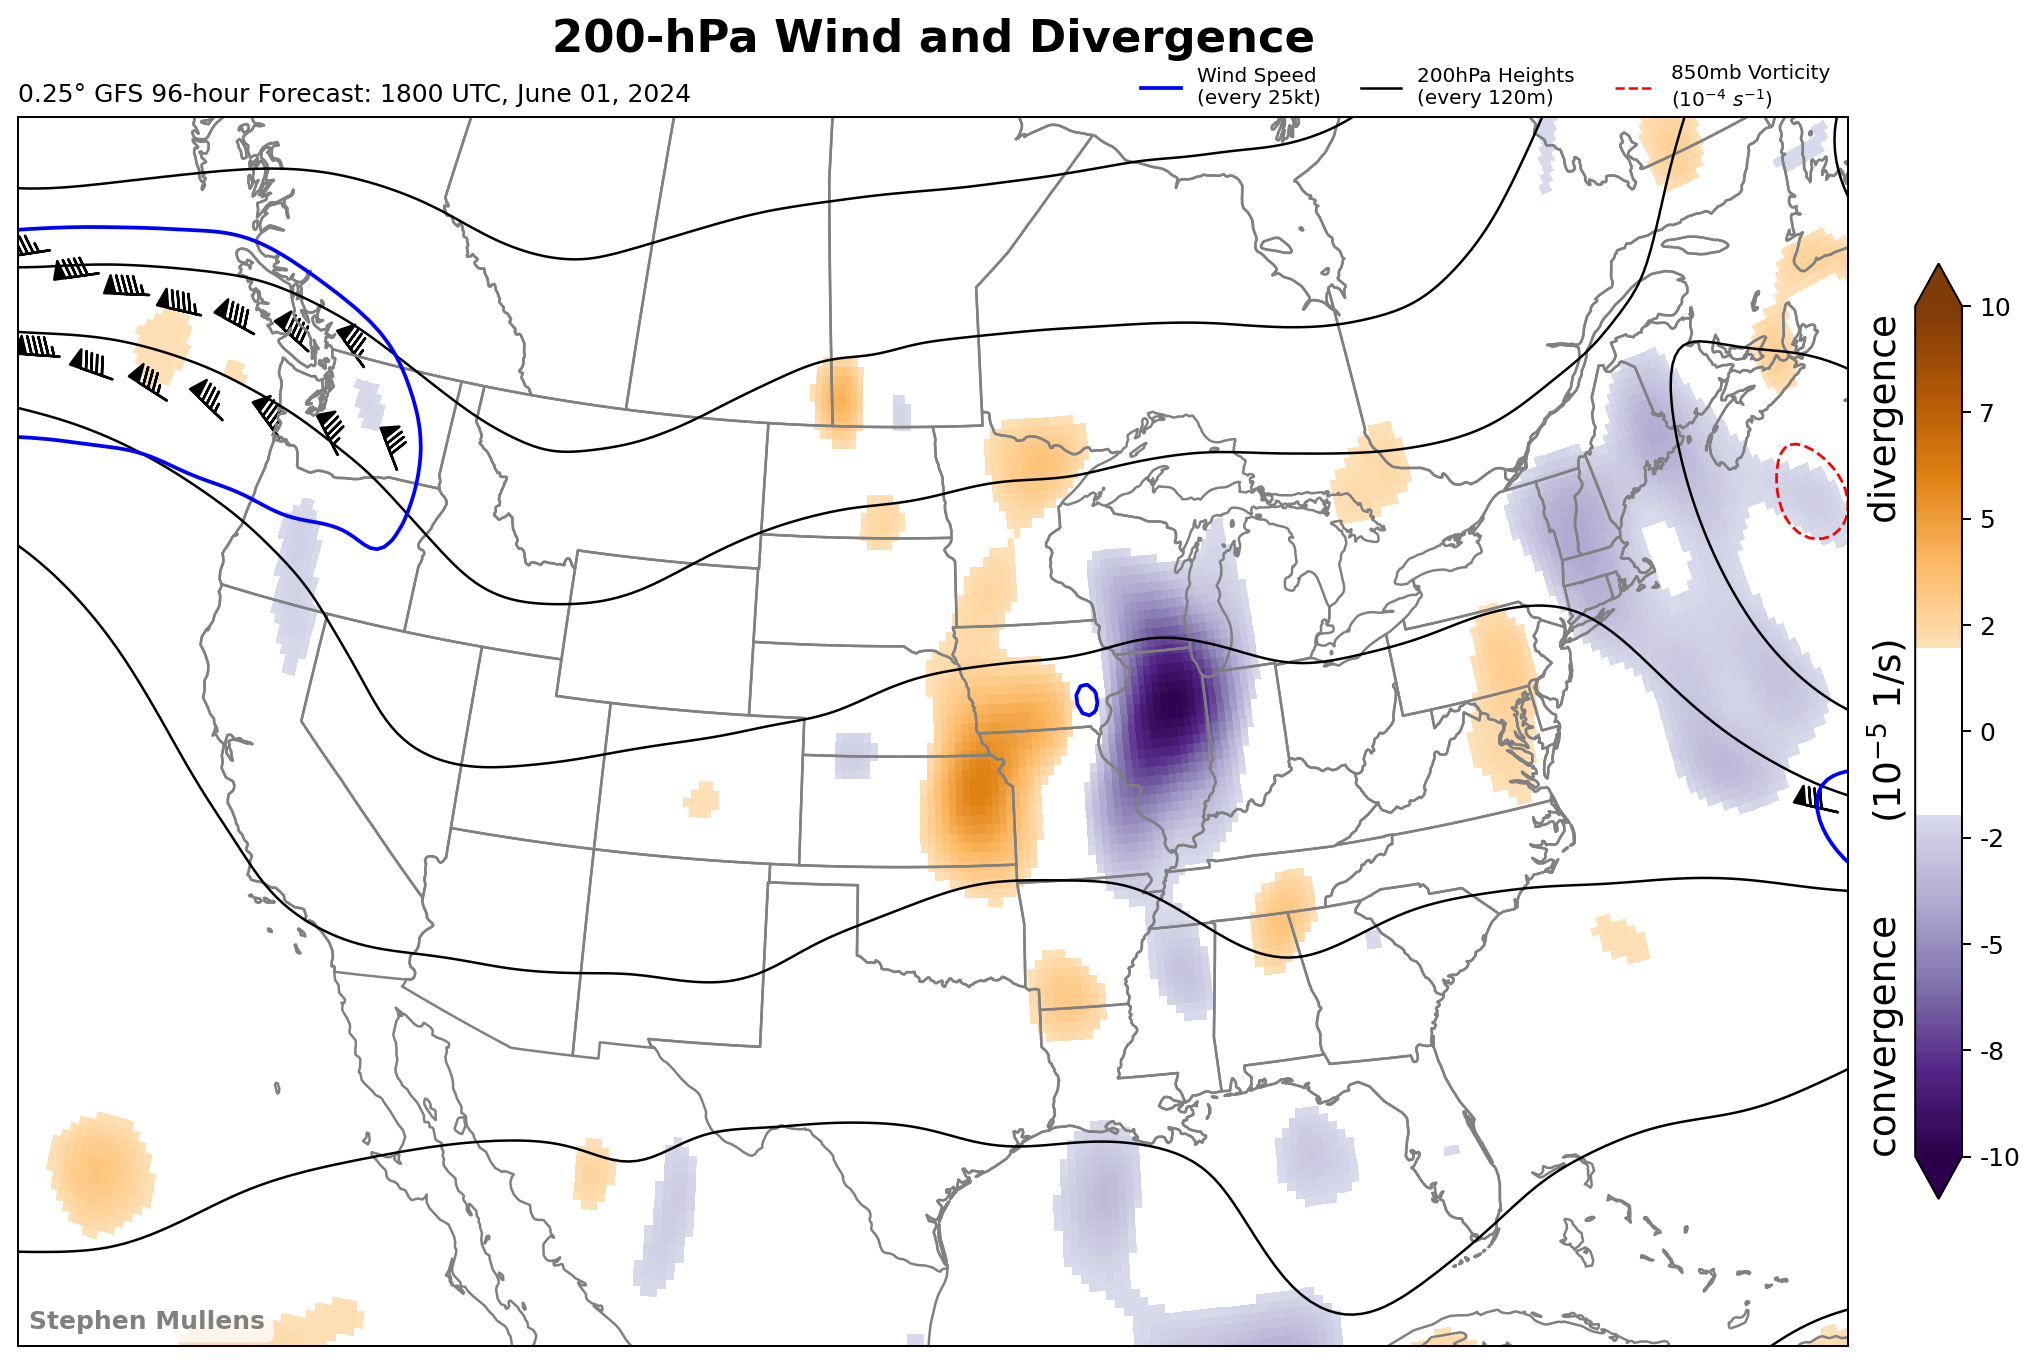 200-hPa Wind and Divergence
0.25° GFS 96-hour Forecast: 1800 UTC, June 01, 2024
Wind Speed
(every 25kt)
200hPa Heights
(every 120m)
850mb Vorticity
(10⁻⁴ s⁻¹)
10
7
5
2
0
-2
-5
-8
-10
convergence (10⁻⁵ 1/s) divergence
Stephen Mullens